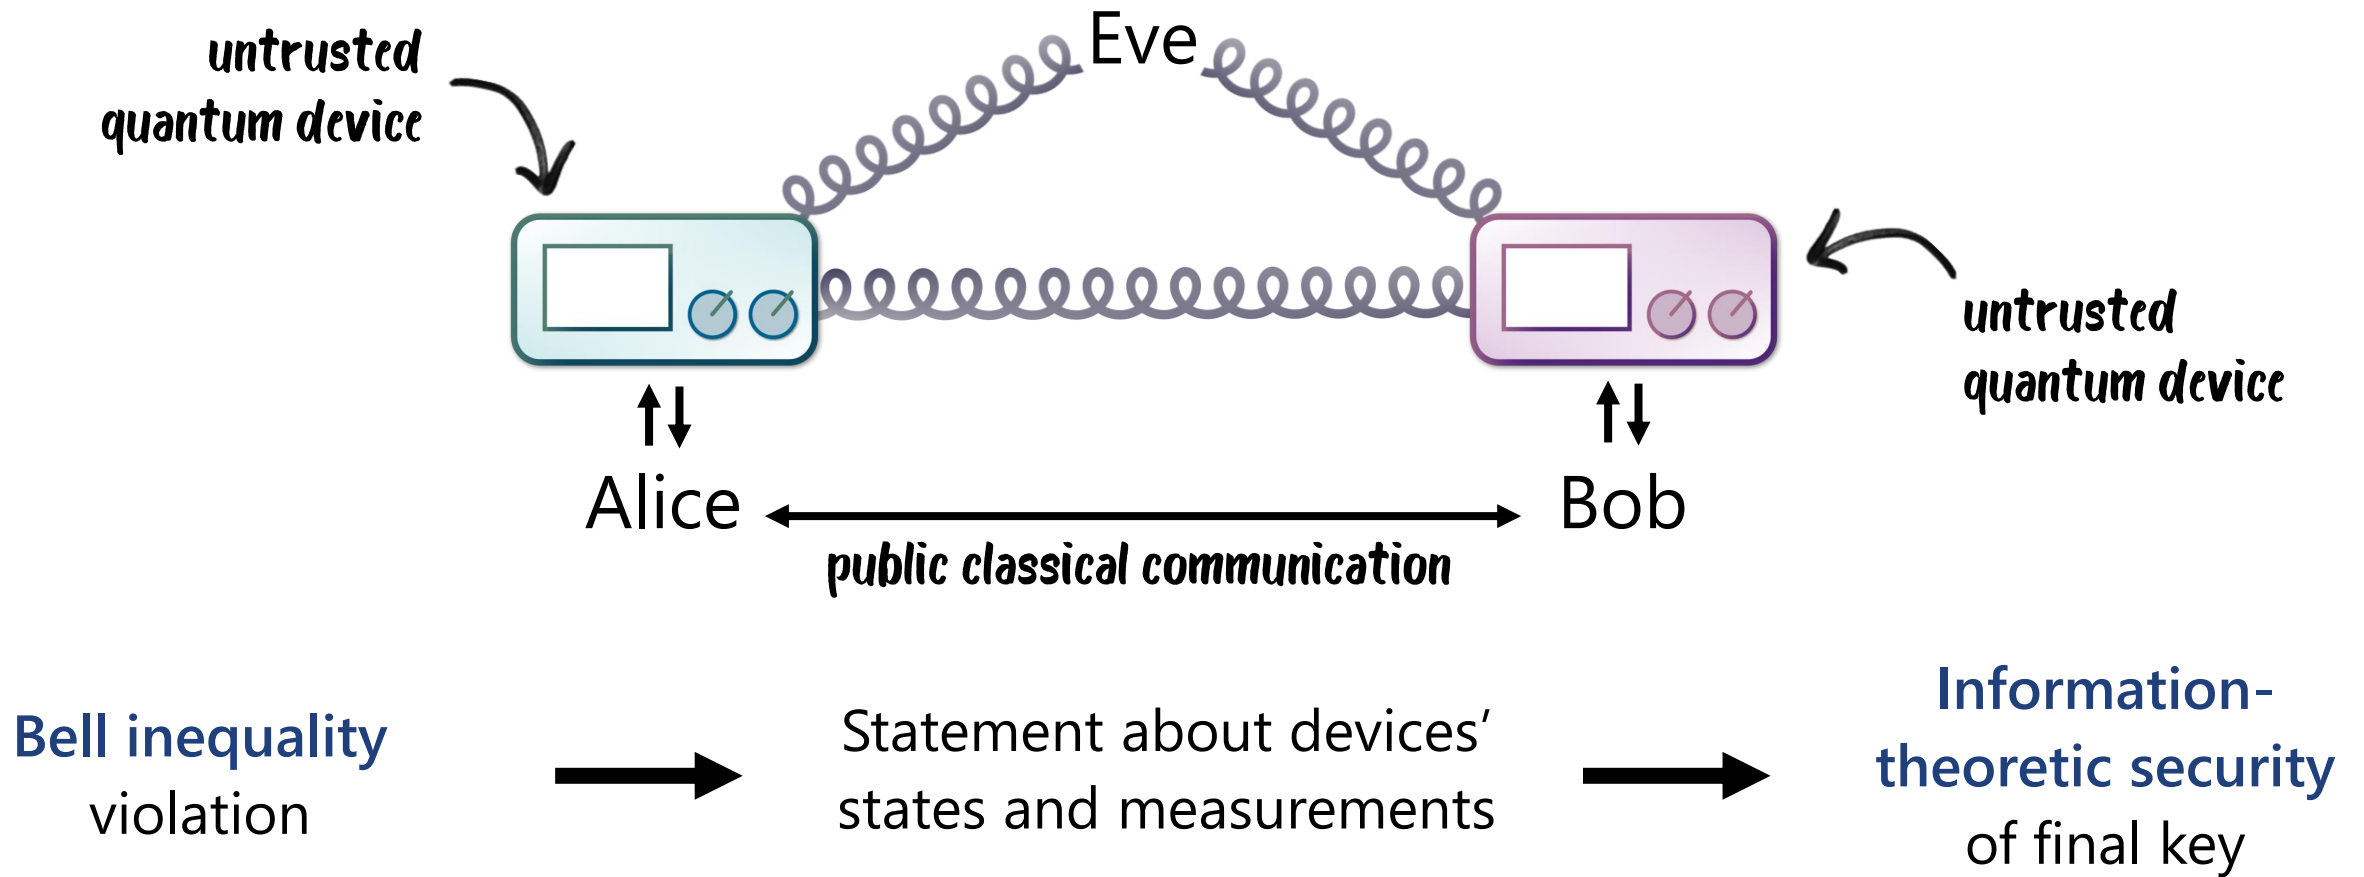 Eve
untrusted
quantum device
untrusted
quantum device
Alice
Bob
public classical communication
Bell inequality
violation
Statement about devices’
states and measurements
Information-
theoretic security
of final key